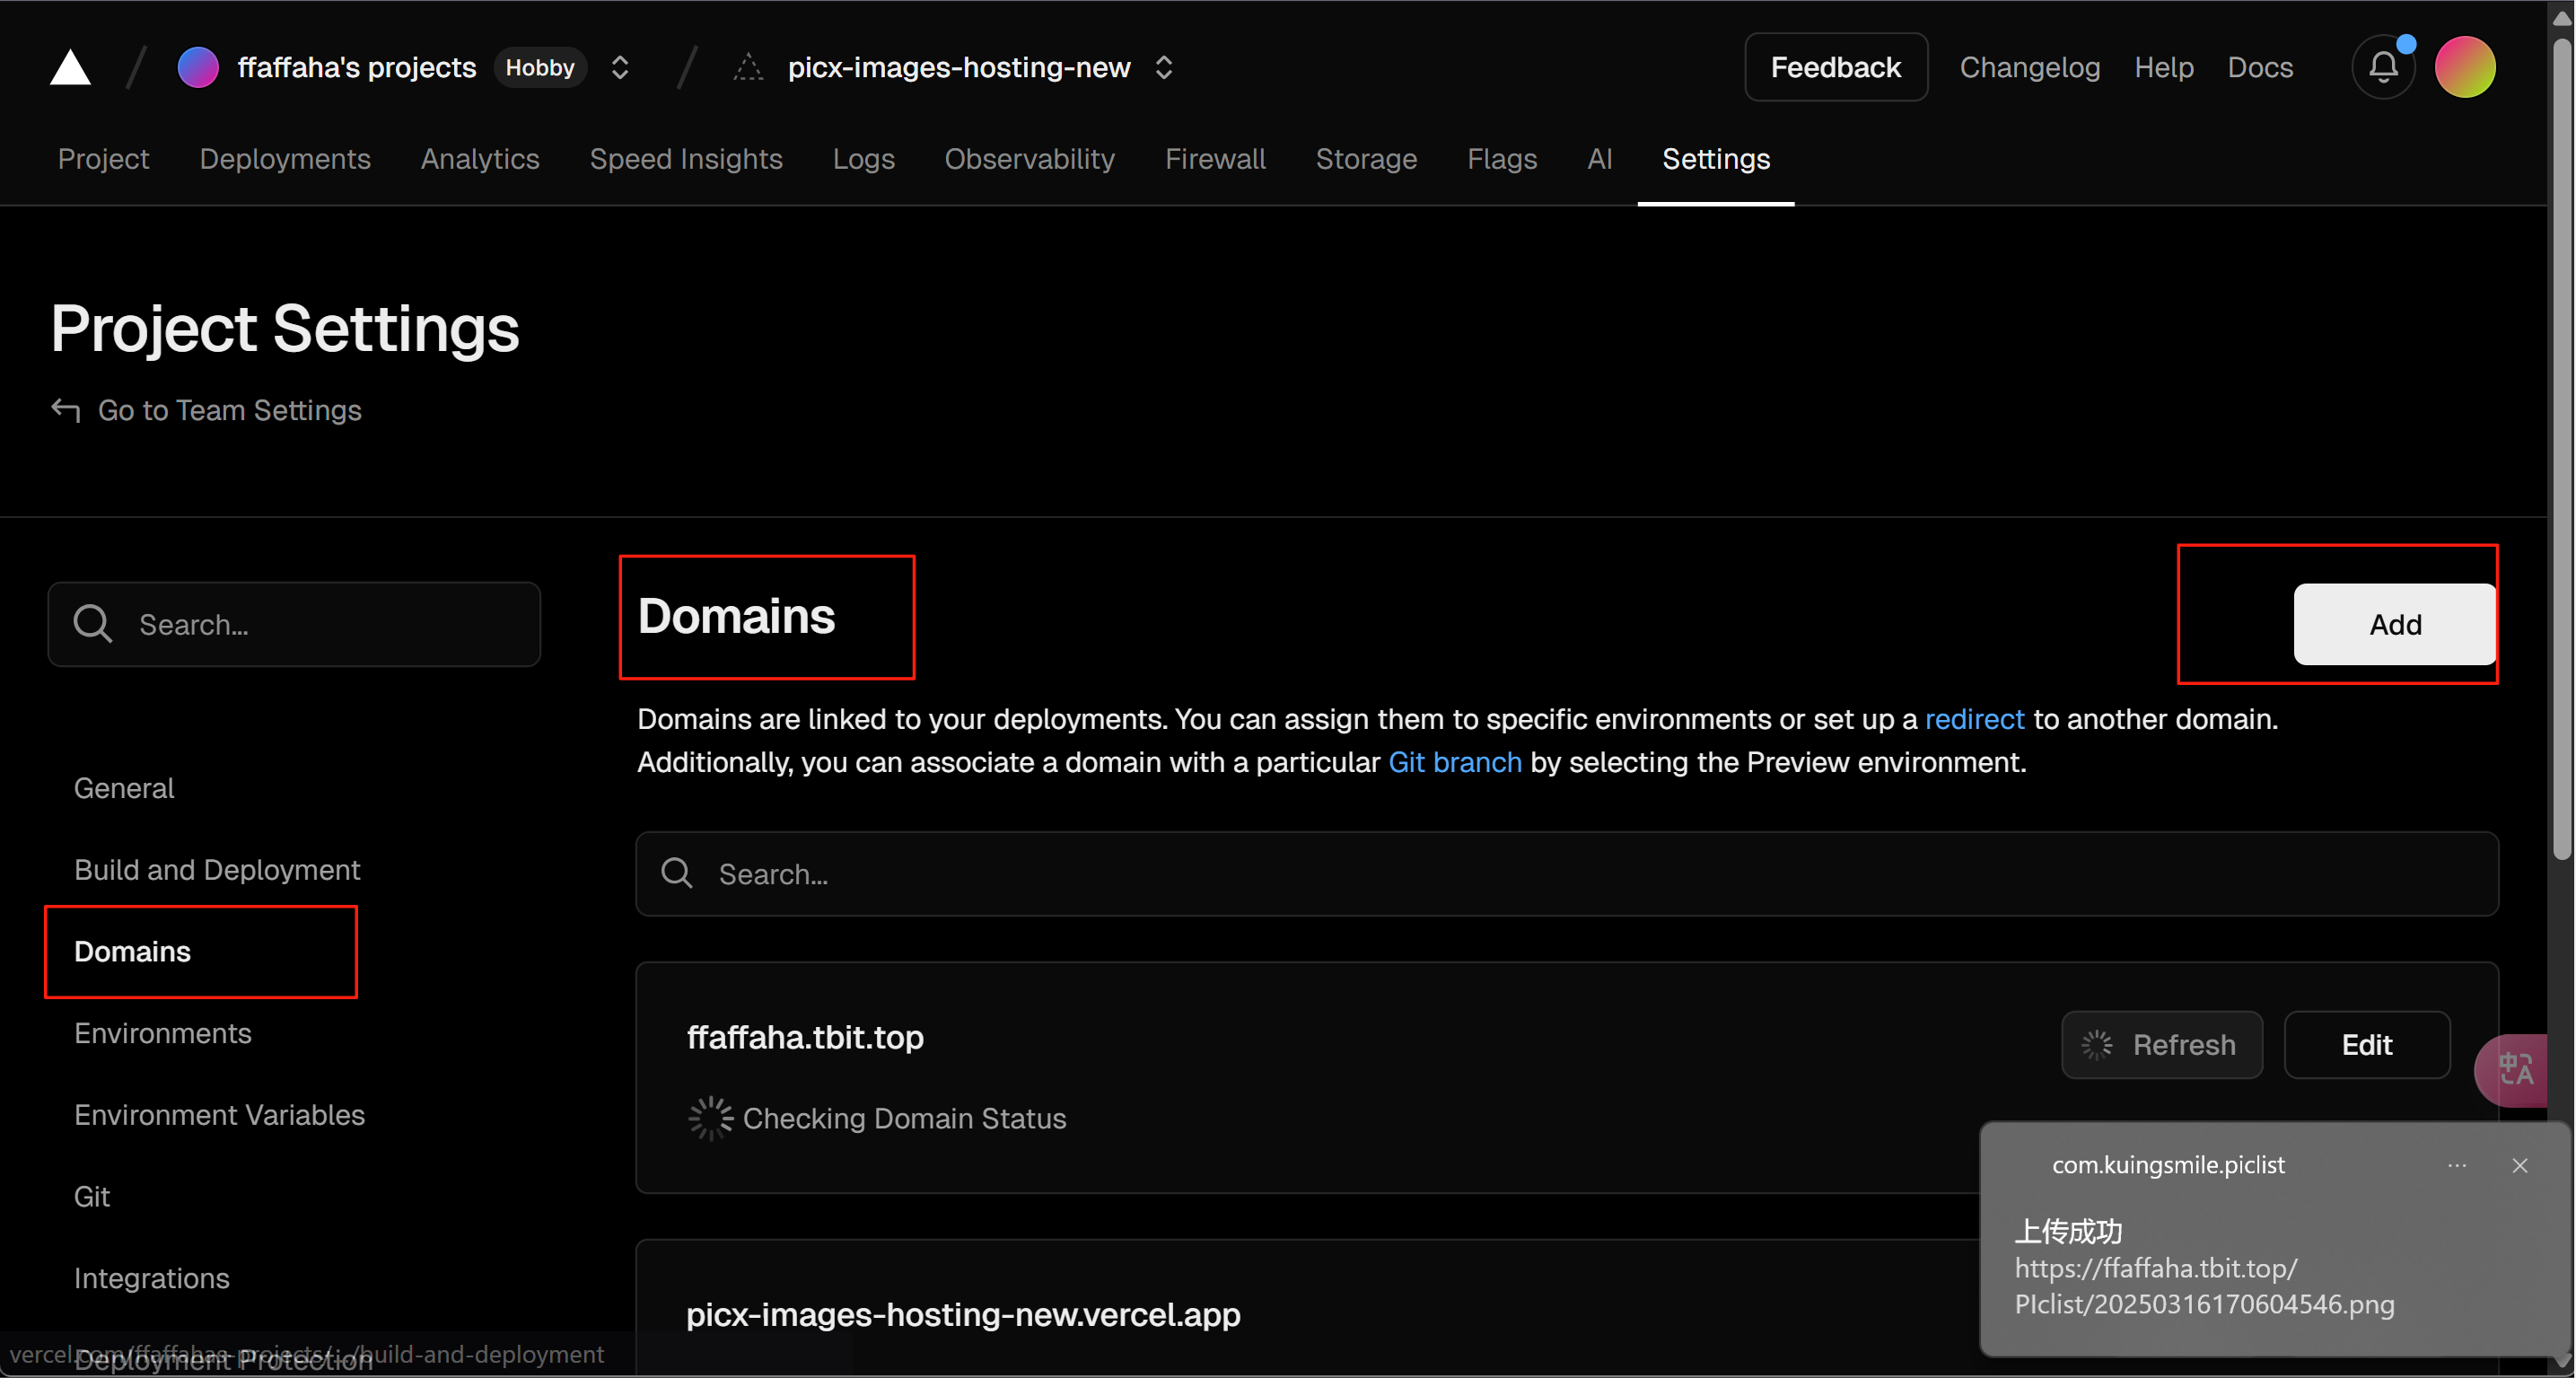 ffaffaha's projects Hobby
picx-images-hosting-new
Feedback
Changelog
Help
Docs
Project
Deployments
Analytics
Speed Insights
Logs
Observability
Firewall
Storage
Flags
AI
Settings
Project Settings
Go to Team Settings
Search...
General
Build and Deployment
Domains
Environments
Environment Variables
Git
Integrations
Deployment Protection
Domains
Add
Domains are linked to your deployments. You can assign them to specific environments or set up a redirect to another domain.
Additionally, you can associate a domain with a particular Git branch by selecting the Preview environment.
Search...
ffaffaha.tbit.top
Refresh
Edit
Checking Domain Status
picx-images-hosting-new.vercel.app
中A
com.kuingsmile.piclist
上传成功
https://ffaffaha.tbit.top/
PIclist/20250316170604546.png
vercel.com/ffaffahas-projects/.../build-and-deployment